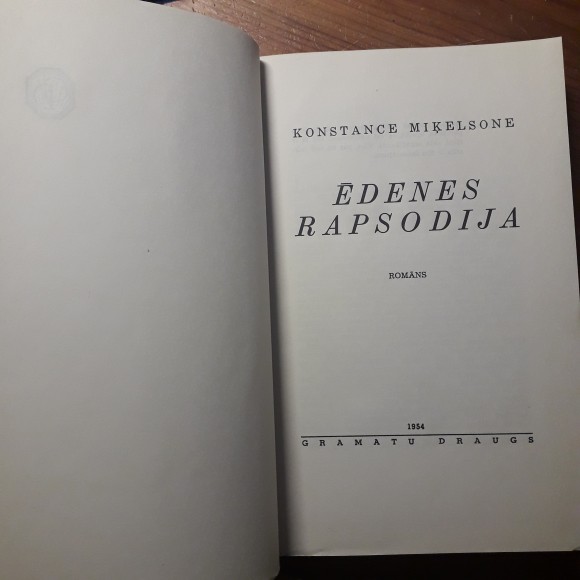 KONSTANCE MIĶELSONE
ĒDENES
RAPSODIJA
ROMĀNS
1954
GRAMATU DRAUGS